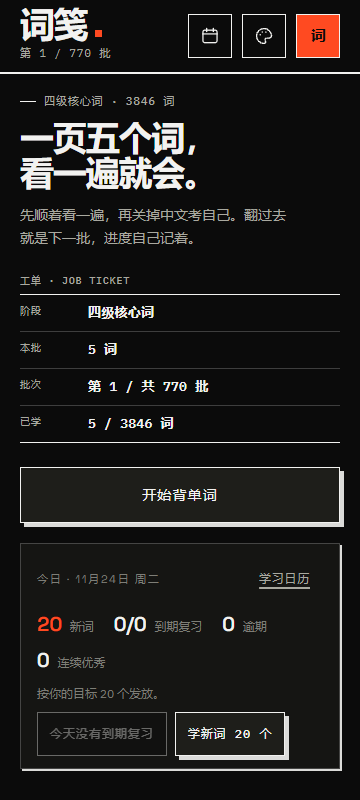 词笺.
第 1 / 770 批
词
四级核心词 · 3846 词
一页五个词，
看一遍就会。
先顺着看一遍，再关掉中文考自己。翻过去
就是下一批，进度自己记着。
工单 · JOB TICKET
阶段 四级核心词
本批 5 词
批次 第 1 / 共 770 批
已学 5 / 3846 词
开始背单词
今日 · 11月24日 周二 学习日历
20 新词 0/0 到期复习 0 逾期
0 连续优秀
按你的目标 20 个发放。
今天没有到期复习 学新词 20 个